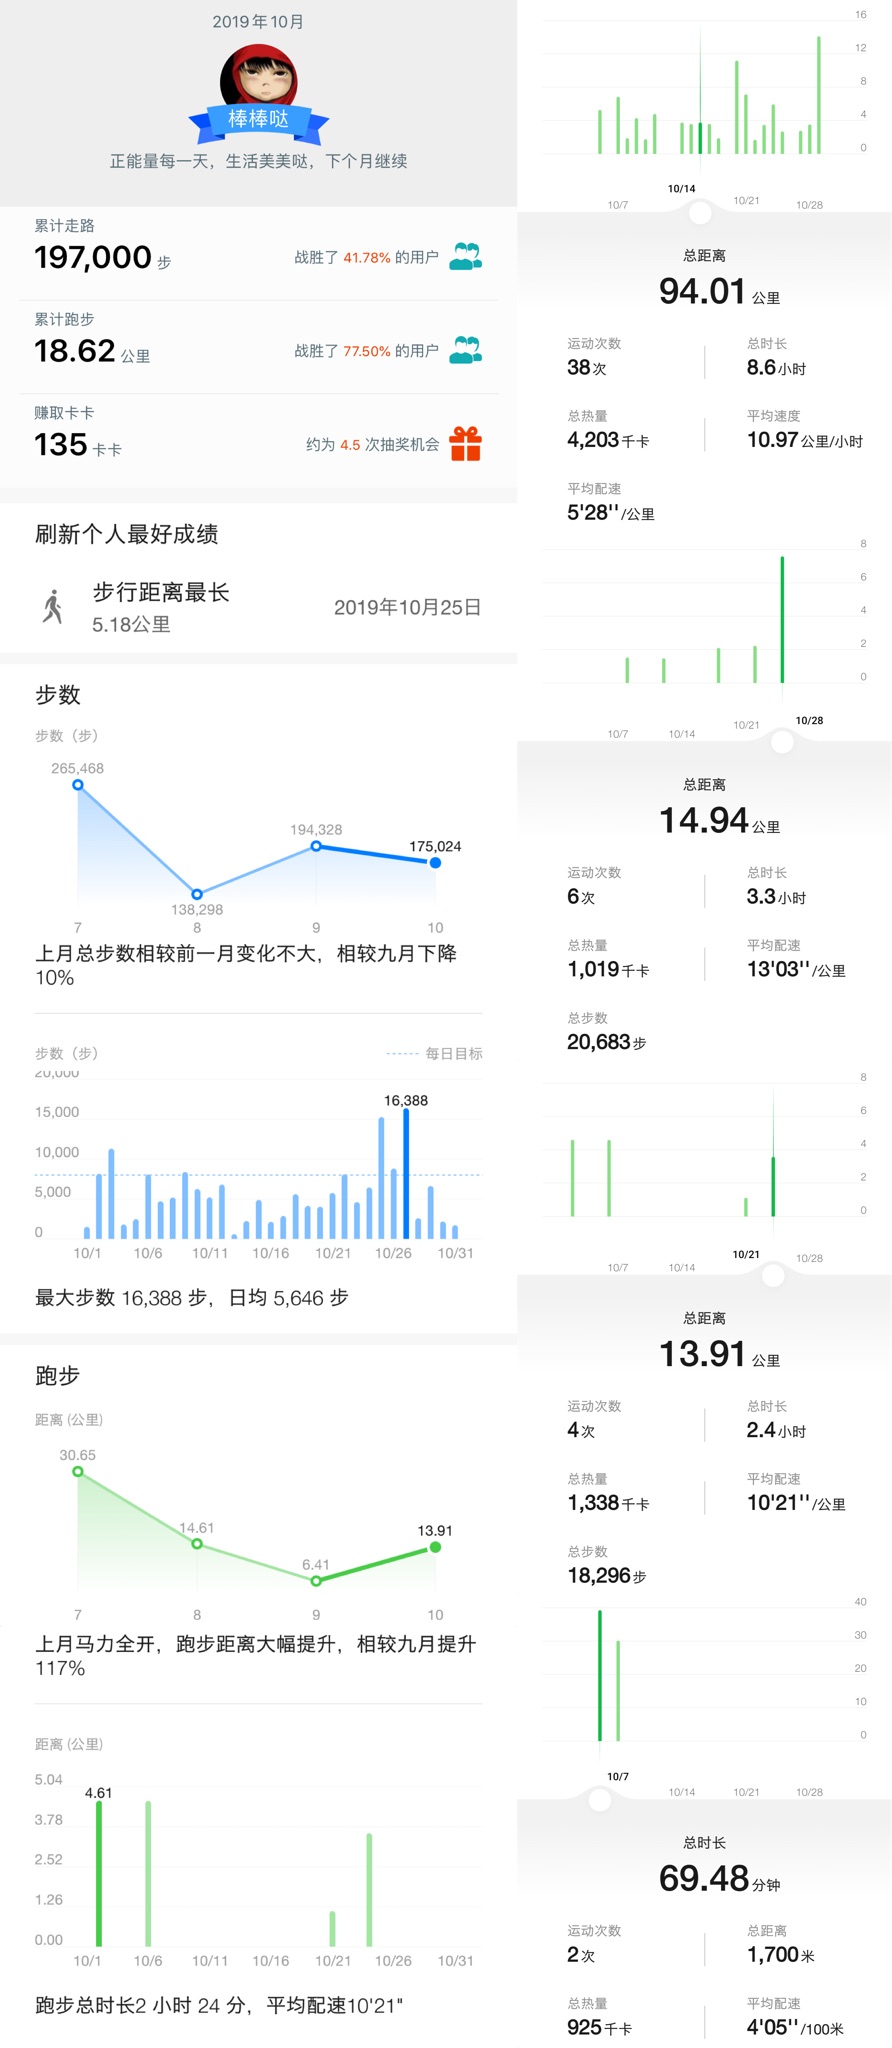 2019年10月
棒棒哒
正能量每一天，生活美美哒，下个月继续
累计走路
197,000 步
战胜了 41.78% 的用户
累计跑步
18.62 公里
战胜了 77.50% 的用户
赚取卡卡
135 卡卡
约为 4.5 次抽奖机会
刷新个人最好成绩
步行距离最长
5.18公里
2019年10月25日
步数
步数（步）
265,468
138,298
194,328
175,024
7 8 9 10
上月总步数相较前一月变化不大，相较九月下降
10%
步数（步）
每日目标
20,000
16,388
15,000
10,000
5,000
0
10/1 10/6 10/11 10/16 10/21 10/26 10/31
最大步数 16,388 步，日均 5,646 步
跑步
距离 (公里)
30.65
14.61
6.41
13.91
7 8 9 10
上月马力全开，跑步距离大幅提升，相较九月提升
117%
距离 (公里)
5.04
4.61
3.78
2.52
1.26
0.00
10/1 10/6 10/11 10/16 10/21 10/26 10/31
跑步总时长2 小时 24 分，平均配速10'21"
16
12
8
4
0
10/7 10/14 10/21 10/28
总距离
94.01 公里
运动次数
38次
总时长
8.6小时
总热量
4,203千卡
平均速度
10.97公里/小时
平均配速
5'28''/公里
8
6
4
2
0
10/7 10/14 10/21 10/28
总距离
14.94 公里
运动次数
6次
总时长
3.3小时
总热量
1,019千卡
平均配速
13'03''/公里
总步数
20,683步
8
6
4
2
0
10/7 10/14 10/21 10/28
总距离
13.91 公里
运动次数
4次
总时长
2.4小时
总热量
1,338千卡
平均配速
10'21''/公里
总步数
18,296步
40
30
20
10
0
10/7 10/14 10/21 10/28
总时长
69.48 分钟
运动次数
2次
总距离
1,700米
总热量
925千卡
平均配速
4'05''/100米